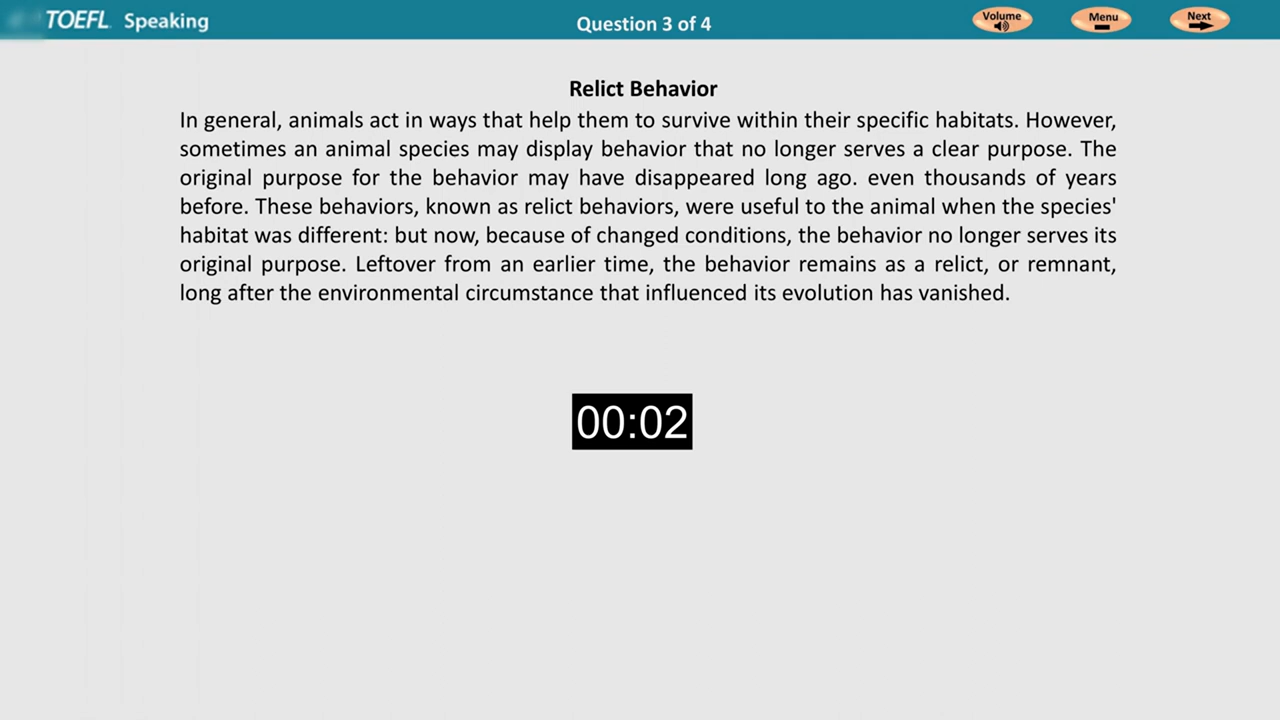 TOEFL Speaking
Question 3 of 4
Volume
Menu
Next
Relict Behavior
In general, animals act in ways that help them to survive within their specific habitats. However,
sometimes an animal species may display behavior that no longer serves a clear purpose. The
original purpose for the behavior may have disappeared long ago. even thousands of years
before. These behaviors, known as relict behaviors, were useful to the animal when the species'
habitat was different: but now, because of changed conditions, the behavior no longer serves its
original purpose. Leftover from an earlier time, the behavior remains as a relict, or remnant,
long after the environmental circumstance that influenced its evolution has vanished.
00:02